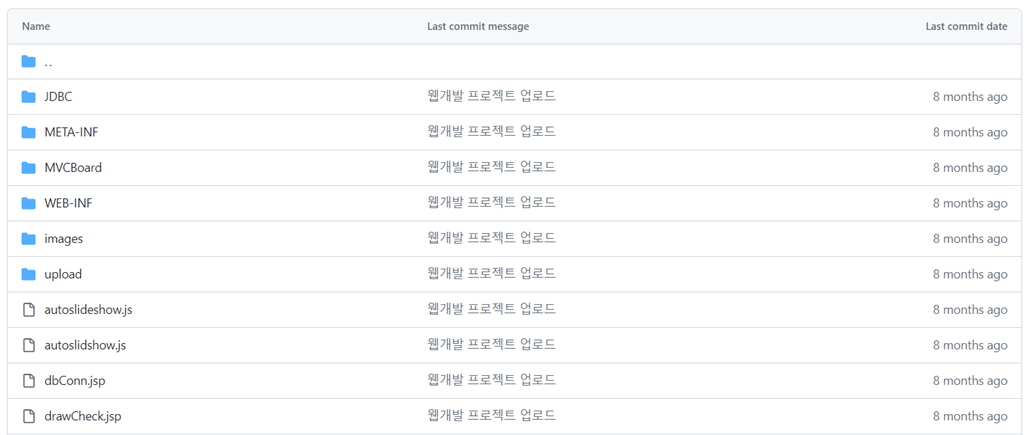 Name Last commit message Last commit date
..
JDBC 웹개발 프로젝트 업로드 8 months ago
META-INF 웹개발 프로젝트 업로드 8 months ago
MVCBoard 웹개발 프로젝트 업로드 8 months ago
WEB-INF 웹개발 프로젝트 업로드 8 months ago
images 웹개발 프로젝트 업로드 8 months ago
upload 웹개발 프로젝트 업로드 8 months ago
autoslideshow.js 웹개발 프로젝트 업로드 8 months ago
autoslidshow.js 웹개발 프로젝트 업로드 8 months ago
dbConn.jsp 웹개발 프로젝트 업로드 8 months ago
drawCheck.jsp 웹개발 프로젝트 업로드 8 months ago